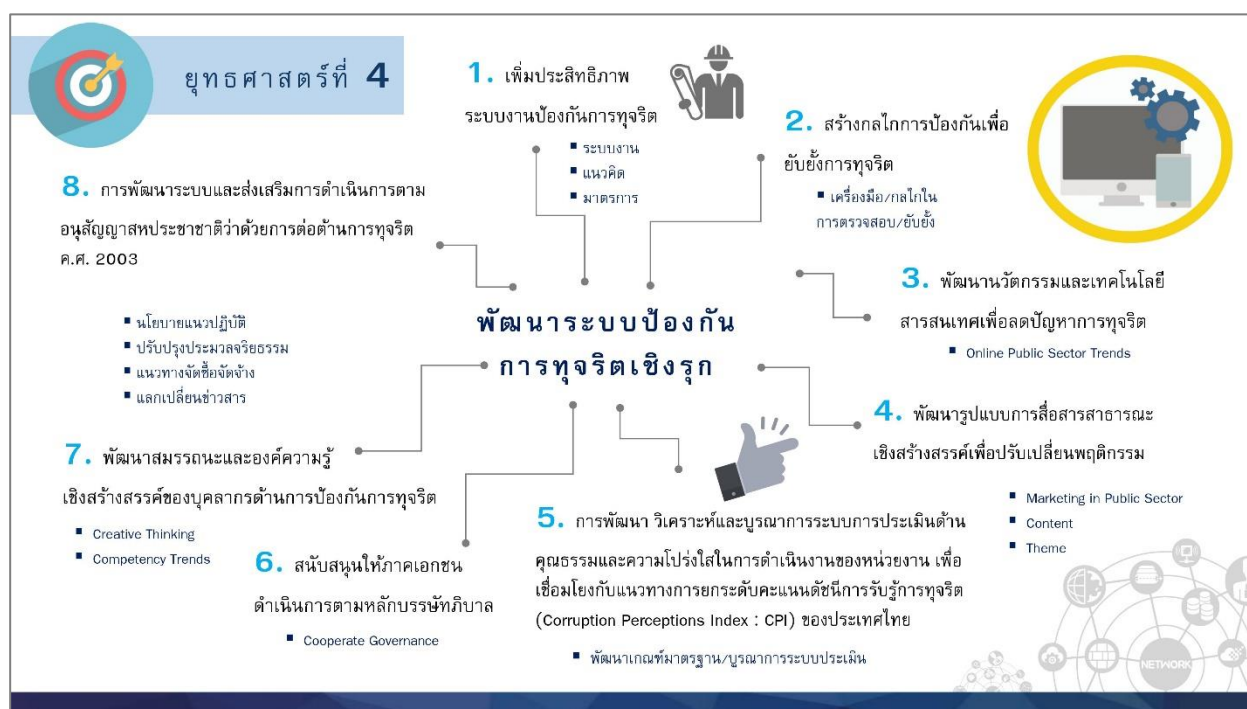 ยุทธศาสตร์ที่ 4
1. เพิ่มประสิทธิภาพ
ระบบงานป้องกันการทุจริต
▪ ระบบงาน
▪ แนวคิด
▪ มาตรการ
2. สร้างกลไกการป้องกันเพื่อ
ยับยั้งการทุจริต
▪ เครื่องมือ/กลไกใน
การตรวจสอบ/ยับยั้ง
3. พัฒนานวัตกรรมและเทคโนโลยี
สารสนเทศเพื่อลดปัญหาการทุจริต
▪ Online Public Sector Trends
4. พัฒนารูปแบบการสื่อสารสาธารณะ
เชิงสร้างสรรค์เพื่อปรับเปลี่ยนพฤติกรรม
▪ Marketing in Public Sector
▪ Content
▪ Theme
5. การพัฒนา วิเคราะห์และบูรณาการระบบการประเมินด้าน
คุณธรรมและความโปร่งใสในการดำเนินงานของหน่วยงาน เพื่อ
เชื่อมโยงกับแนวทางการยกระดับคะแนนดัชนีการรับรู้การทุจริต
(Corruption Perceptions Index : CPI) ของประเทศไทย
▪ พัฒนาเกณฑ์มาตรฐาน/บูรณาการระบบประเมิน
6. สนับสนุนให้ภาคเอกชน
ดำเนินการตามหลักบรรษัทภิบาล
▪ Cooperate Governance
7. พัฒนาสมรรถนะและองค์ความรู้
เชิงสร้างสรรค์ของบุคลากรด้านการป้องกันการทุจริต
▪ Creative Thinking
▪ Competency Trends
8. การพัฒนาระบบและส่งเสริมการดำเนินการตาม
อนุสัญญาสหประชาชาติว่าด้วยการต่อต้านการทุจริต
ค.ศ. 2003
▪ นโยบายแนวปฏิบัติ
▪ ปรับปรุงประมวลจริยธรรม
▪ แนวทางจัดซื้อจัดจ้าง
▪ แลกเปลี่ยนข่าวสาร
พัฒนาระบบป้องกัน
การทุจริตเชิงรุก
NETWORK